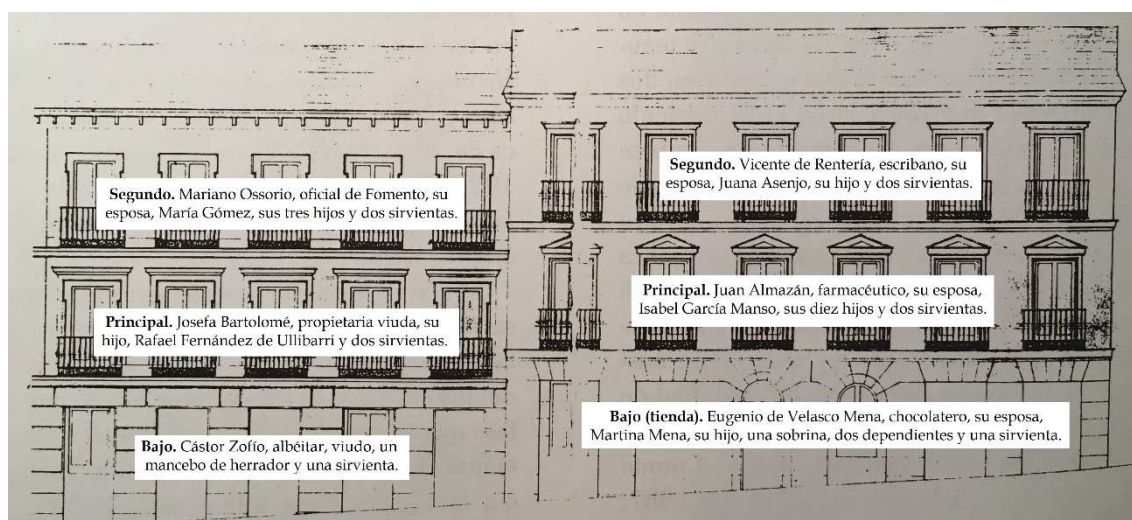 Segundo. Mariano Ossorio, oficial de Fomento, su
esposa, María Gómez, sus tres hijos y dos sirvientas.
Principal. Josefa Bartolomé, propietaria viuda, su
hijo, Rafael Fernández de Ullibarri y dos sirvientas.
Bajo. Cástor Zofío, albéitar, viudo, un
mancebo de herrador y una sirvienta.
Segundo. Vicente de Rentería, escribano, su
esposa, Juana Asenjo, su hijo y dos sirvientas.
Principal. Juan Almazán, farmacéutico, su esposa,
Isabel García Manso, sus diez hijos y dos sirvientas.
Bajo (tienda). Eugenio de Velasco Mena, chocolatero, su esposa,
Martina Mena, su hijo, una sobrina, dos dependientes y una sirvienta.